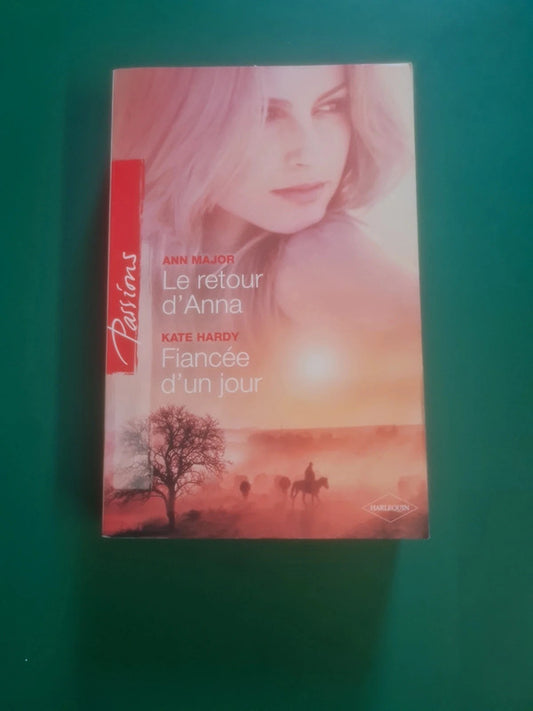 Passions
ANN MAJOR
Le retour
d'Anna
KATE HARDY
Fiancée
d'un jour
HARLEQUIN